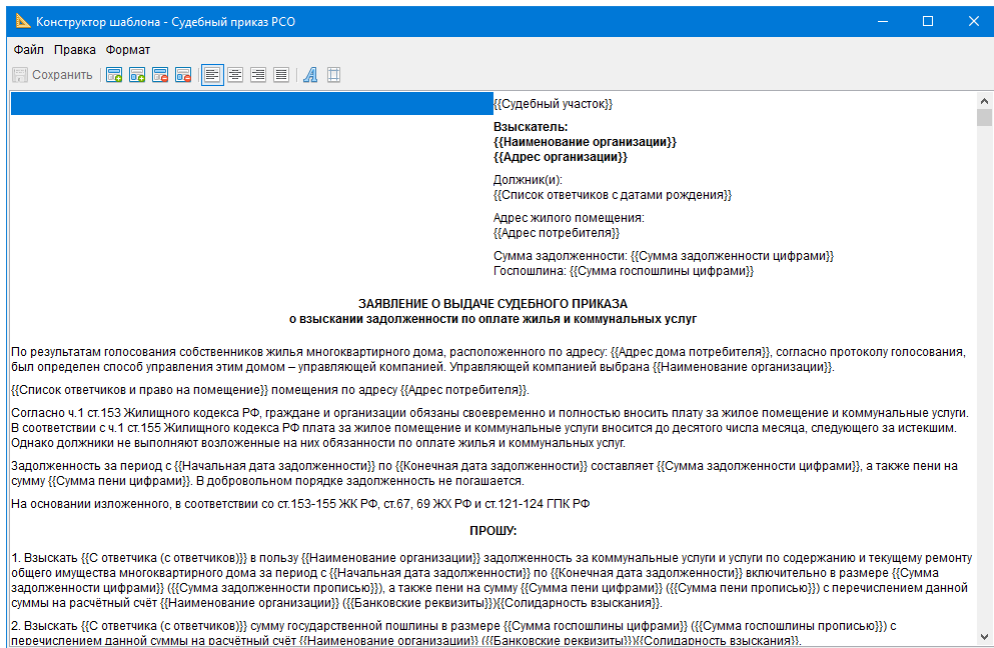 Конструктор шаблона - Судебный приказ РСО
Файл Правка Формат
Сохранить
{{Судебный участок}}
Взыскатель:
{{Наименование организации}}
{{Адрес организации}}
Должник(и):
{{Список ответчиков с датами рождения}}
Адрес жилого помещения:
{{Адрес потребителя}}
Сумма задолженности: {{Сумма задолженности цифрами}}
Госпошлина: {{Сумма госпошлины цифрами}}
ЗАЯВЛЕНИЕ О ВЫДАЧЕ СУДЕБНОГО ПРИКАЗА
о взыскании задолженности по оплате жилья и коммунальных услуг
По результатам голосования собственников жилья многоквартирного дома, расположенного по адресу: {{Адрес дома потребителя}}, согласно протоколу голосования,
был определен способ управления этим домом – управляющей компанией. Управляющей компанией выбрана {{Наименование организации}}.
{{Список ответчиков и право на помещение}} помещения по адресу {{Адрес потребителя}}.
Согласно ч.1 ст.153 Жилищного кодекса РФ, граждане и организации обязаны своевременно и полностью вносить плату за жилое помещение и коммунальные услуги.
В соответствии с ч.1 ст.155 Жилищного кодекса РФ плата за жилое помещение и коммунальные услуги вносится до десятого числа месяца, следующего за истекшим.
Однако должники не выполняют возложенные на них обязанности по оплате жилья и коммунальных услуг.
Задолженность за период с {{Начальная дата задолженности}} по {{Конечная дата задолженности}} составляет {{Сумма задолженности цифрами}}, а также пени на
сумму {{Сумма пени цифрами}}. В добровольном порядке задолженность не погашается.
На основании изложенного, в соответствии со ст.153-155 ЖК РФ, ст.67, 69 ЖХ РФ и ст.121-124 ГПК РФ
ПРОШУ:
1. Взыскать {{С ответчика (с ответчиков)}} в пользу {{Наименование организации}} задолженность за коммунальные услуги и услуги по содержанию и текущему ремонту
общего имущества многоквартирного дома за период с {{Начальная дата задолженности}} по {{Конечная дата задолженности}} включительно в размере {{Сумма
задолженности цифрами}} ({{Сумма задолженности прописью}}), а также пени на сумму {{Сумма пени цифрами}} ({{Сумма пени прописью}}) с перечислением данной
суммы на расчётный счёт {{Наименование организации}} ({{Банковские реквизиты}}){{Солидарность взыскания}}.
2. Взыскать {{С ответчика (с ответчиков)}} сумму государственной пошлины в размере {{Сумма госпошлины цифрами}} ({{Сумма госпошлины прописью}}) с
перечислением данной суммы на расчётный счёт {{Наименование организации}} ({{Банковские реквизиты}}){{Солидарность взыскания}}.